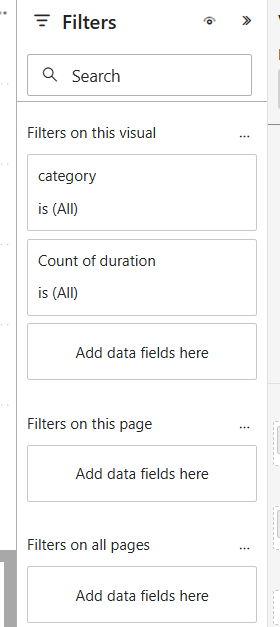 Filters
Search
Filters on this visual
...
category
is (All)
Count of duration
is (All)
Add data fields here
Filters on this page
...
Add data fields here
Filters on all pages
...
Add data fields here